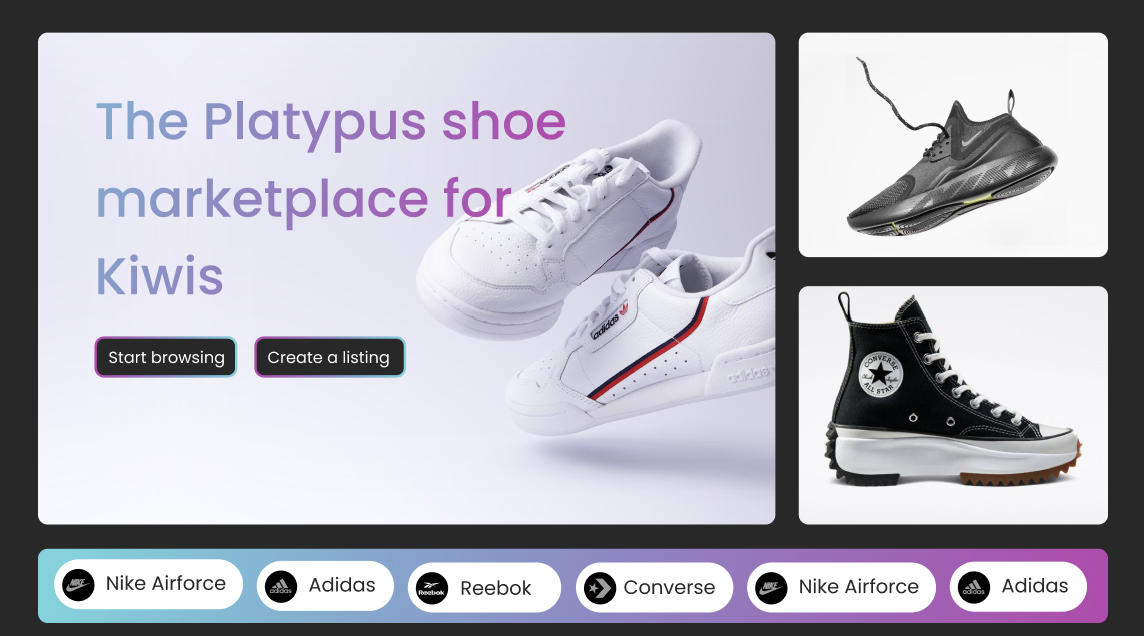 The Platypus shoe
marketplace for
Kiwis
Start browsing
Create a listing
adidas
adidas
CONVERSE
ALL STAR
NIKE
Nike Airforce
adidas
Adidas
Reebok
Reebok
Converse
NIKE
Nike Airforce
adidas
Adidas